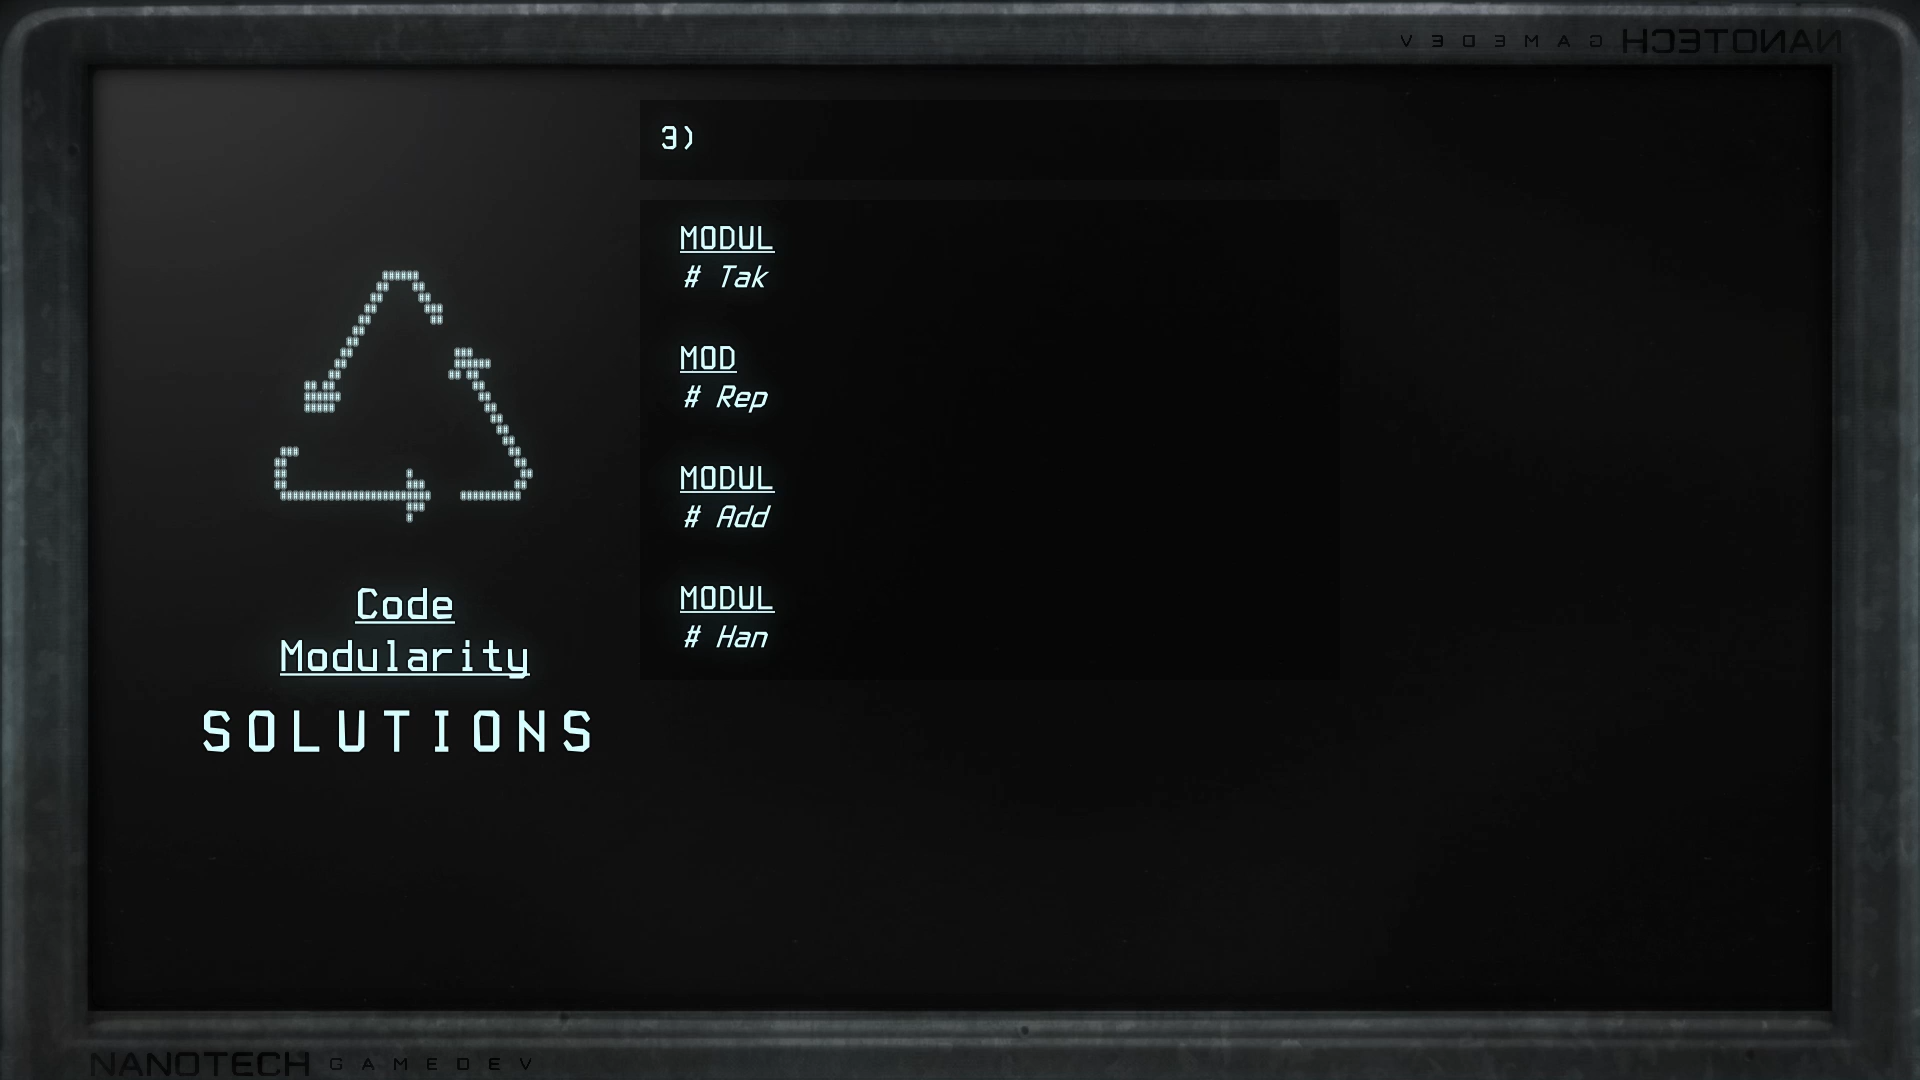 NANOTECH GAMEDEV
3)
MODUL
# Tak
MOD
# Rep
MODUL
# Add
MODUL
# Han
Code
Modularity
SOLUTIONS
NANOTECH GAMEDEV